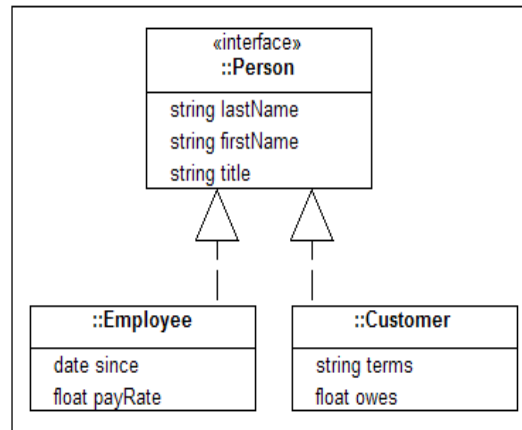 «interface»
::Person
string lastName
string firstName
string title
::Employee
date since
float payRate
::Customer
string terms
float owes